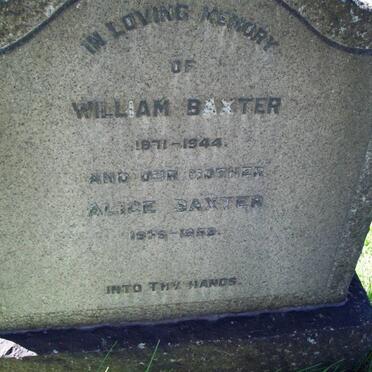 IN LOVING MEMORY
OF
WILLIAM BAXTER
1871-1944.
AND OUR MOTHER
ALICE BAXTER
INTO THY HANDS.